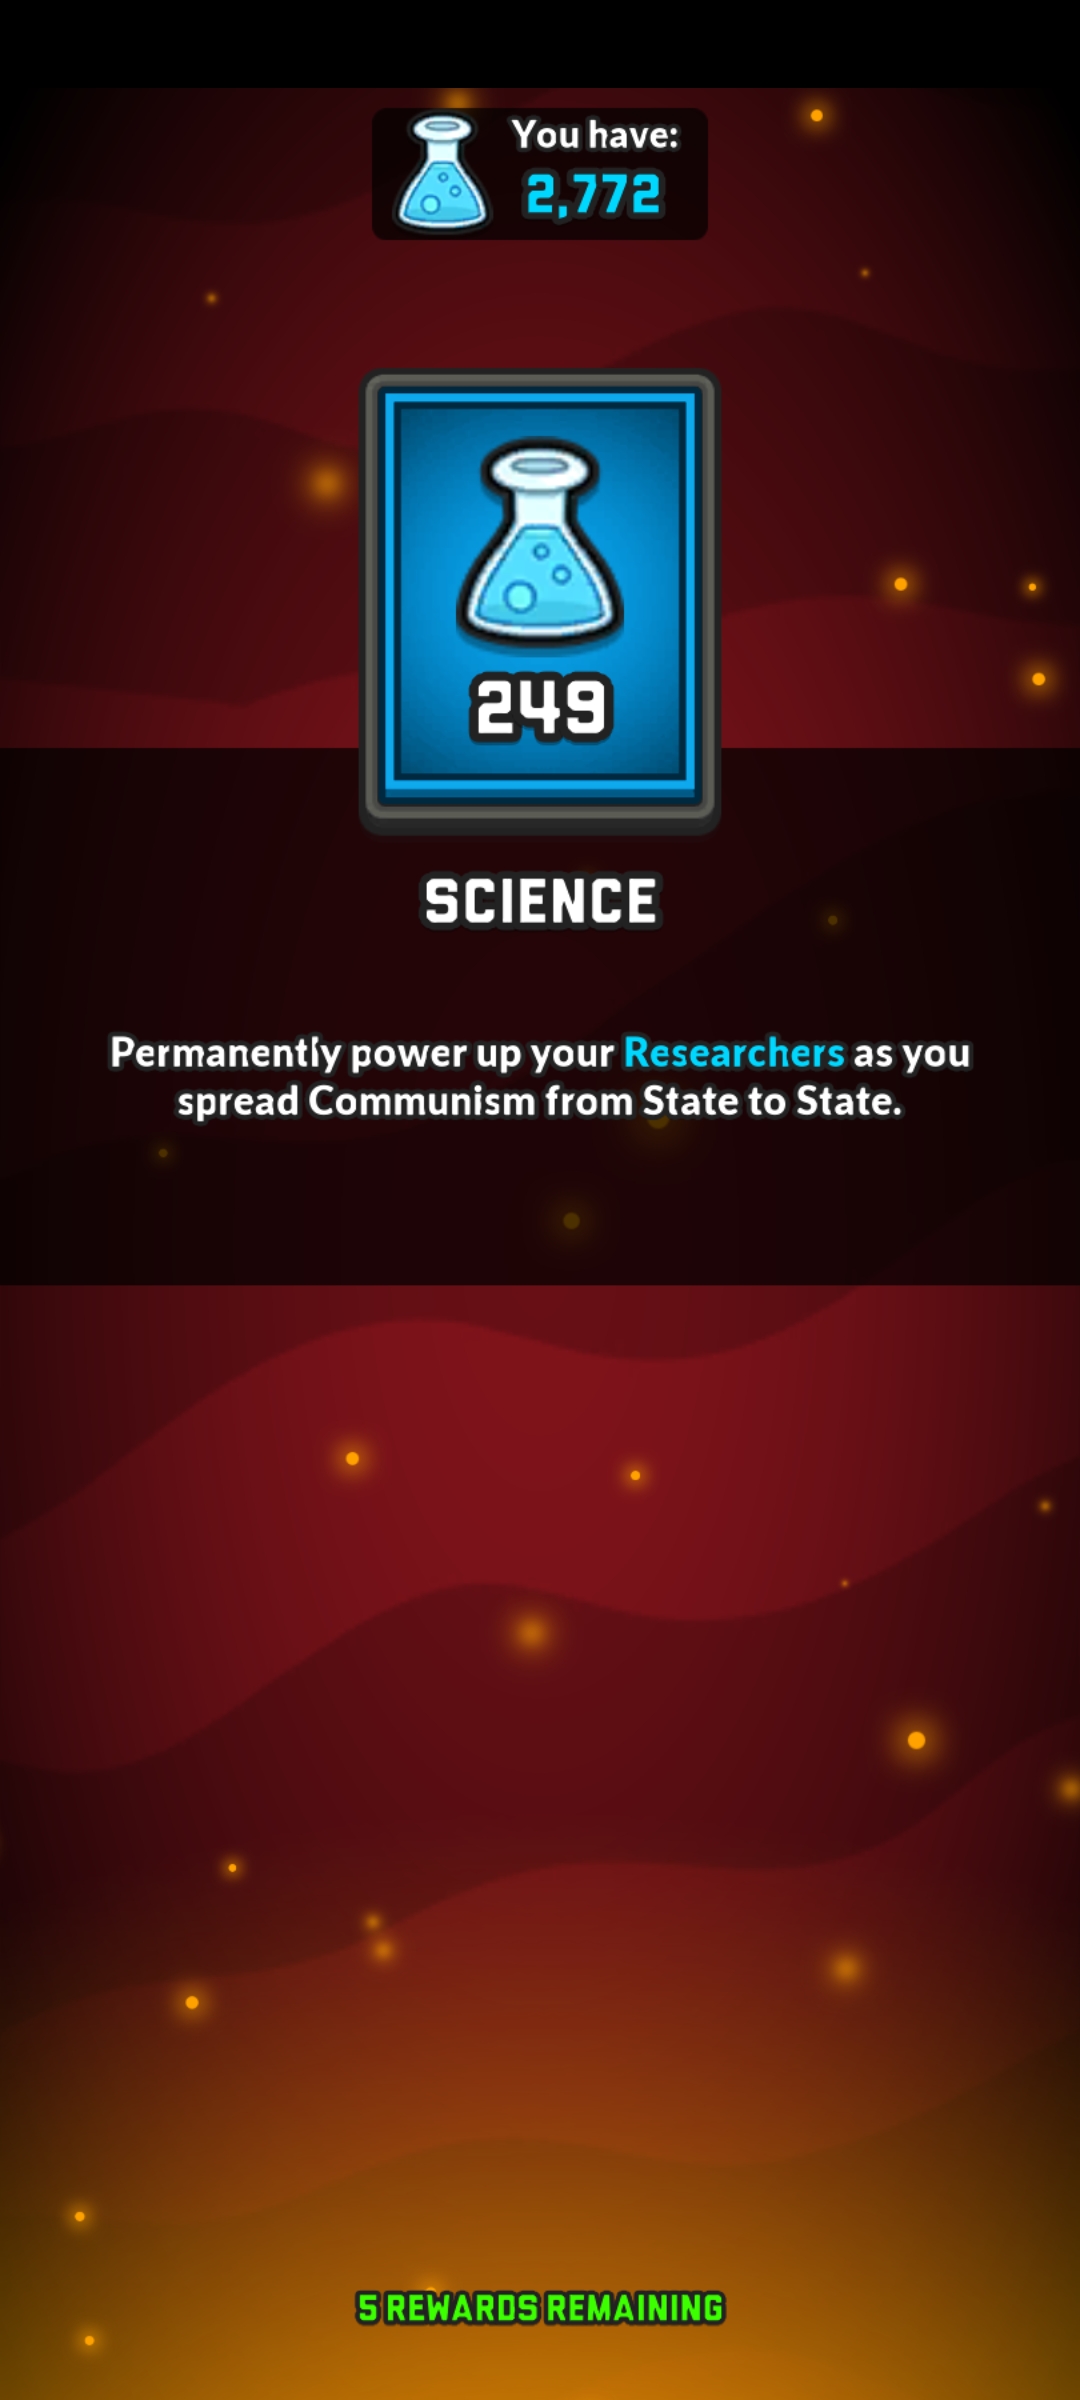 You have:
2,772
249
SCIENCE
Permanently power up your Researchers as you
spread Communism from State to State.
5 REWARDS REMAINING